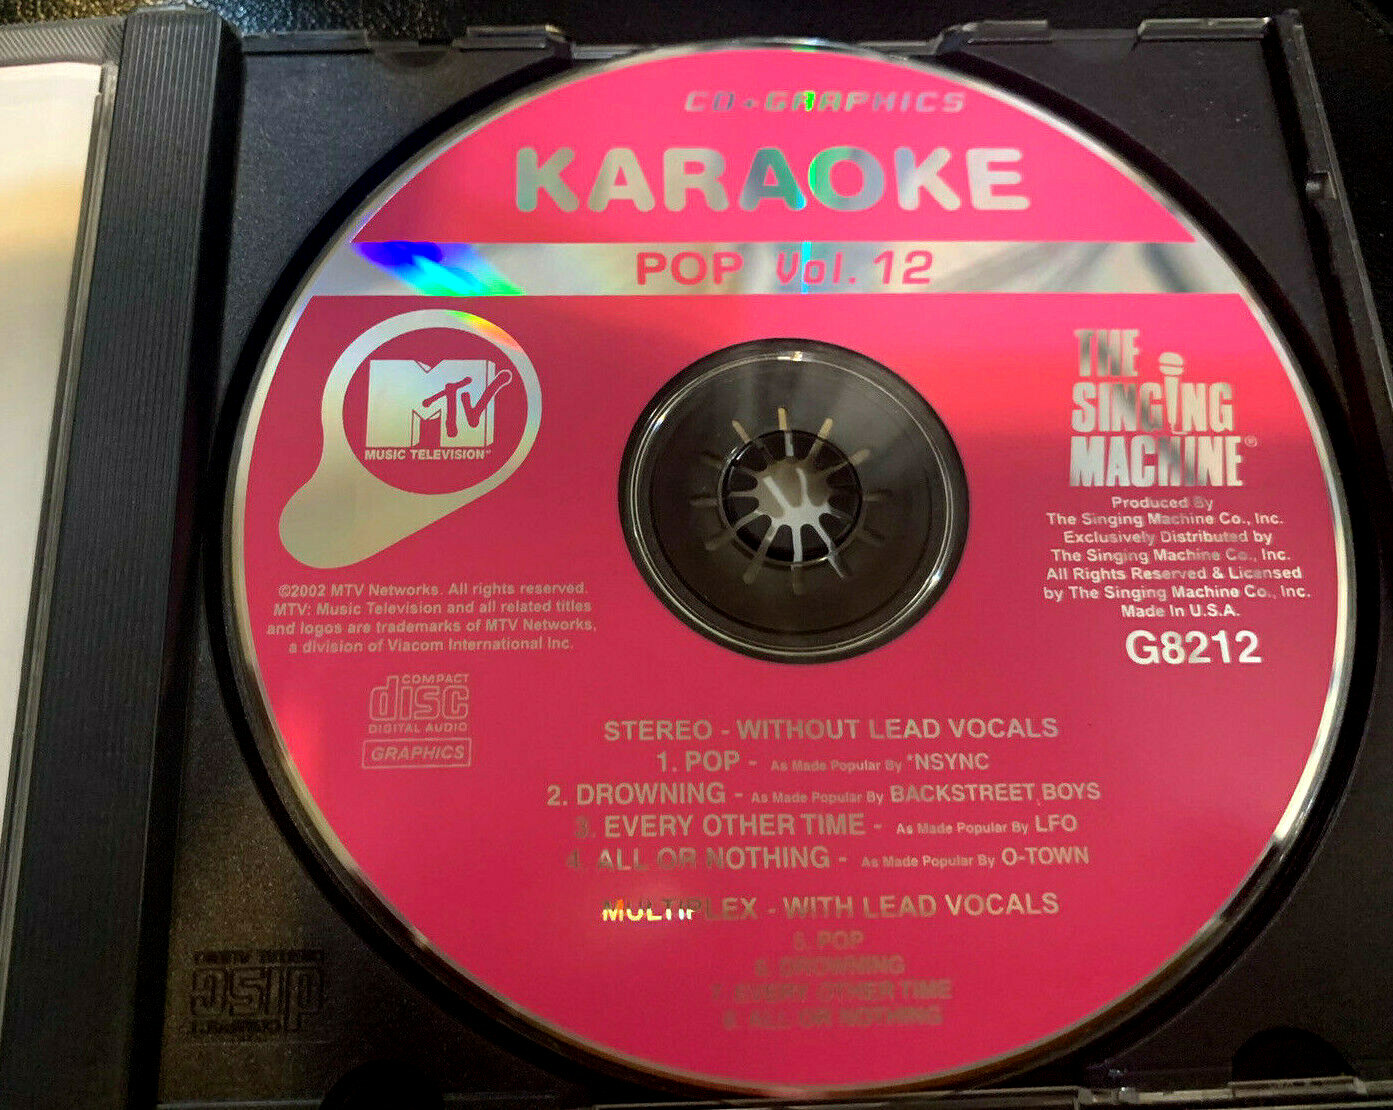 CD+GRAPHICS
KARAOKE
POP Vol. 12
MTV
MUSIC TELEVISION™
©2002 MTV Networks. All rights reserved.
MTV: Music Television and all related titles
and logos are trademarks of MTV Networks,
a division of Viacom International Inc.
COMPACT
disc
DIGITAL AUDIO
GRAPHICS
THE
SINGING
MACHINE®
Produced By
The Singing Machine Co., Inc.
Exclusively Distributed by
The Singing Machine Co., Inc.
All Rights Reserved & Licensed
by The Singing Machine Co., Inc.
Made In U.S.A.
G8212
STEREO - WITHOUT LEAD VOCALS
1. POP - As Made Popular By *NSYNC
2. DROWNING - As Made Popular By BACKSTREET BOYS
3. EVERY OTHER TIME - As Made Popular By LFO
4. ALL OR NOTHING - As Made Popular By O-TOWN
MULTIPLEX - WITH LEAD VOCALS
5. POP
6. DROWNING
7. EVERY OTHER TIME
8. ALL OR NOTHING
DIGITAL AUDIO
disc
COMPACT